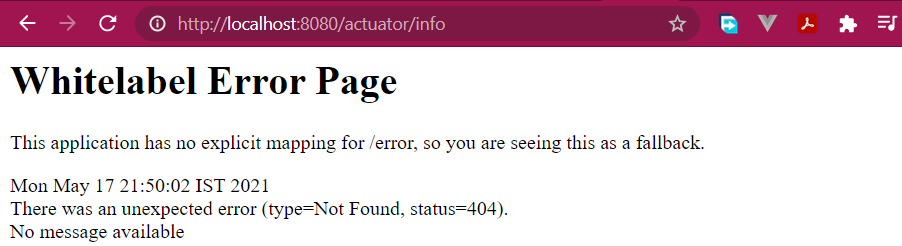 http://localhost:8080/actuator/info
Whitelabel Error Page
This application has no explicit mapping for /error, so you are seeing this as a fallback.
Mon May 17 21:50:02 IST 2021
There was an unexpected error (type=Not Found, status=404).
No message available